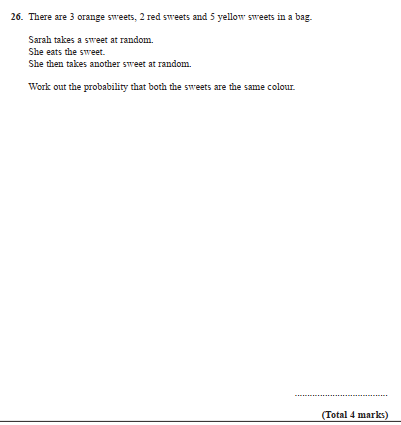 26. There are 3 orange sweets, 2 red sweets and 5 yellow sweets in a bag.
Sarah takes a sweet at random.
She eats the sweet.
She then takes another sweet at random.
Work out the probability that both the sweets are the same colour.
.......................................
(Total 4 marks)